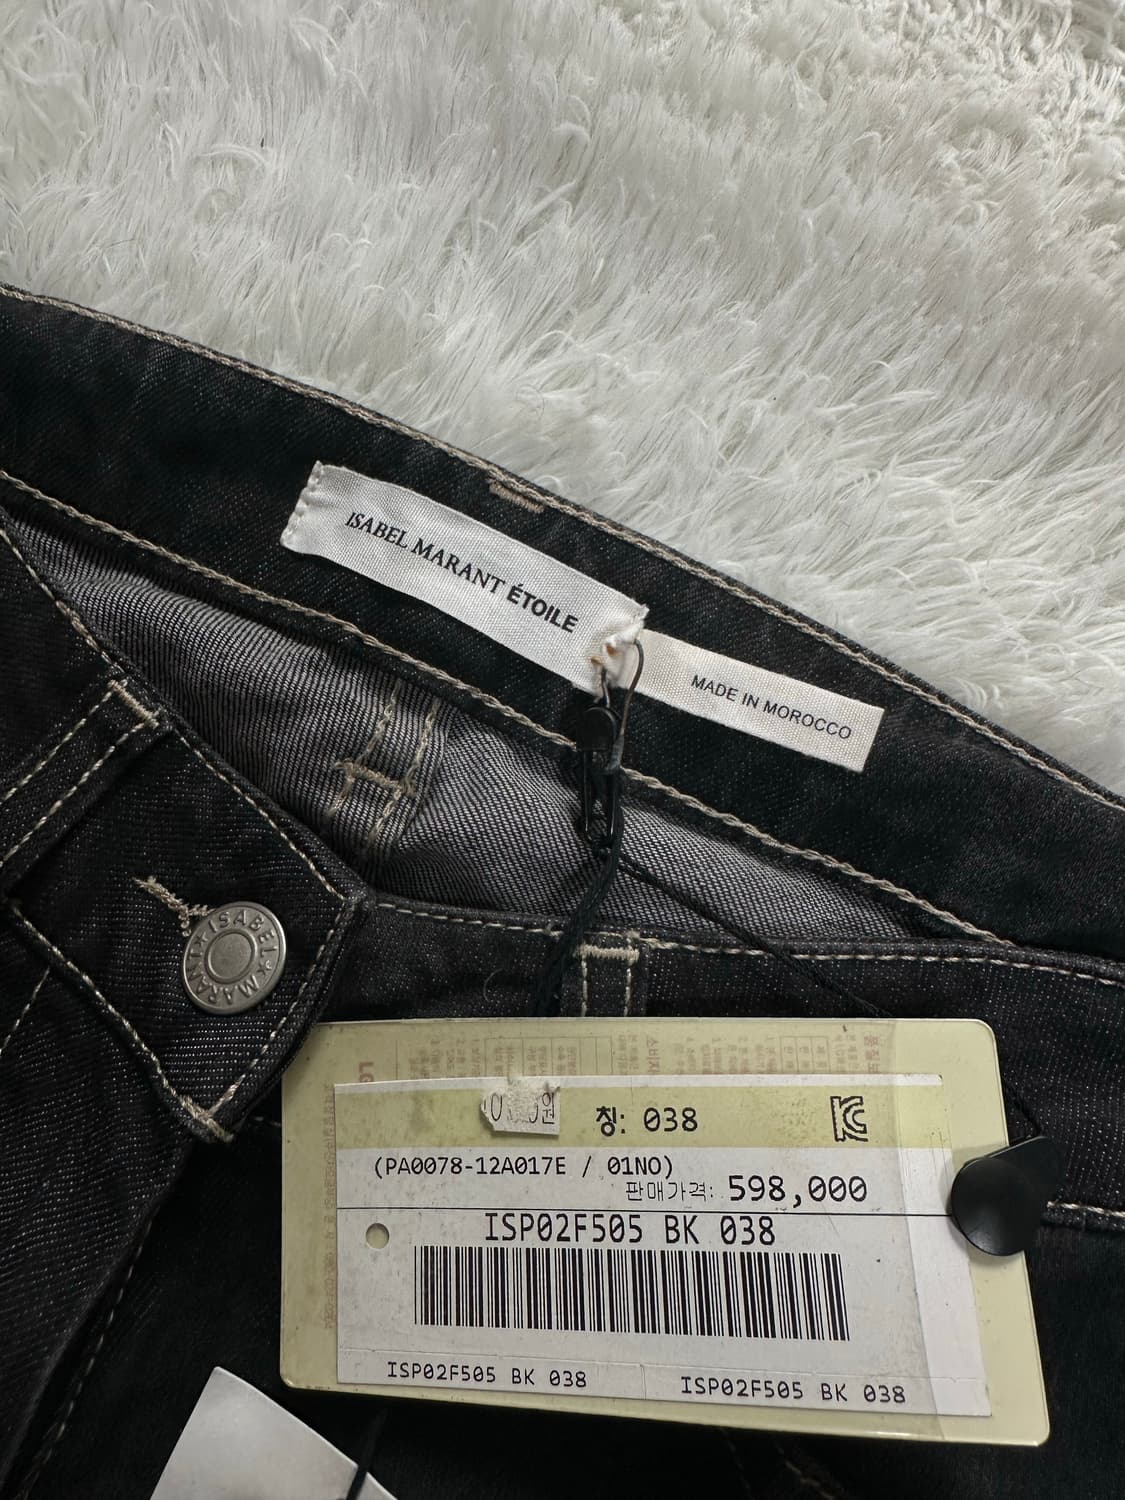 ISABEL MARANT ÉTOILE
MADE IN MOROCCO
ISABEL MARANT
원
칭: 038
(PA0078-12A017E / 01NO)
판매가격: 598,000
ISP02F505 BK 038
ISP02F505 BK 038
ISP02F505 BK 038